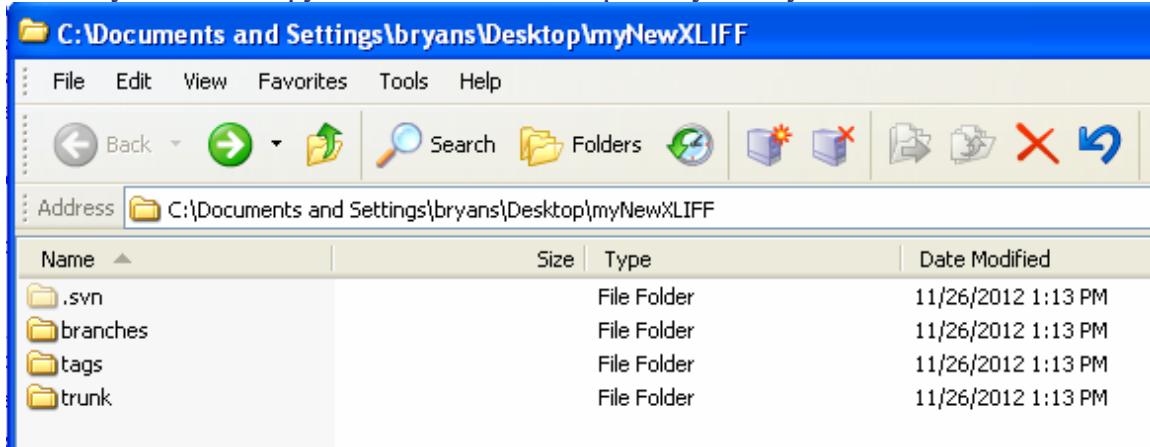 C:\Documents and Settings\bryans\Desktop\myNewXLIFF
File Edit View Favorites Tools Help
Back Search Folders
Address C:\Documents and Settings\bryans\Desktop\myNewXLIFF
Name Size Type Date Modified
.svn File Folder 11/26/2012 1:13 PM
branches File Folder 11/26/2012 1:13 PM
tags File Folder 11/26/2012 1:13 PM
trunk File Folder 11/26/2012 1:13 PM